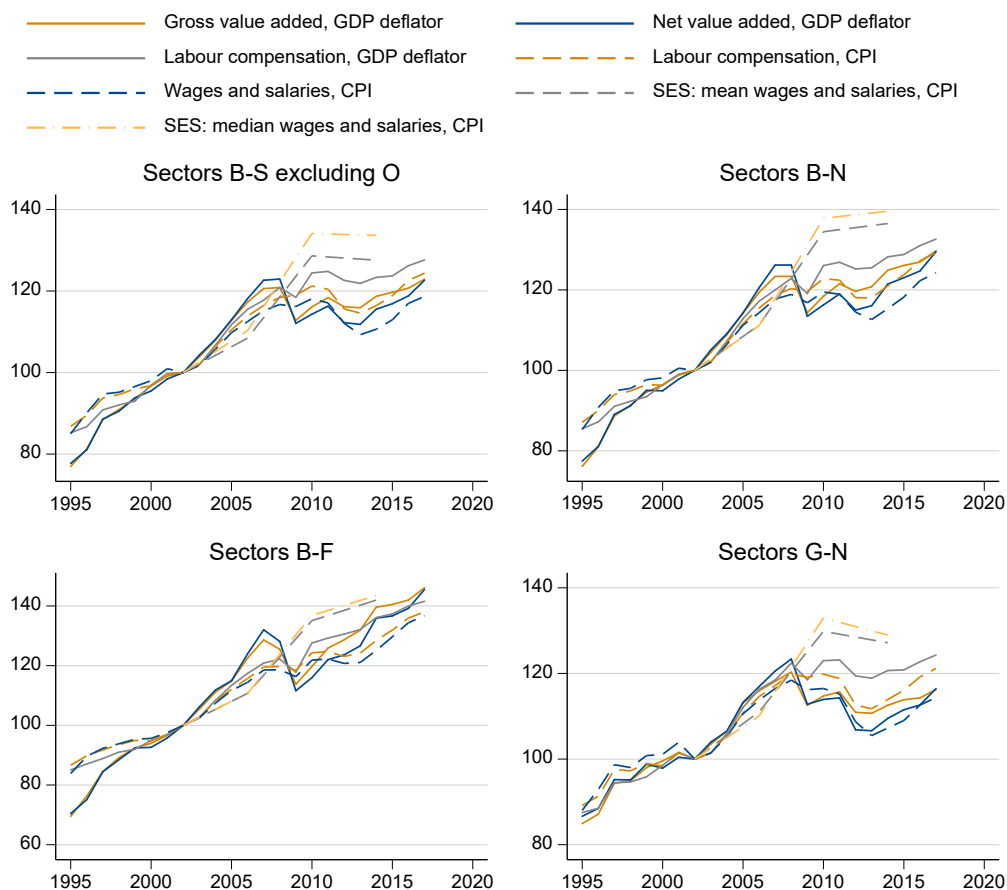 Gross value added, GDP deflator
Net value added, GDP deflator
Labour compensation, GDP deflator
Labour compensation, CPI
Wages and salaries, CPI
SES: mean wages and salaries, CPI
SES: median wages and salaries, CPI
Sectors B-S excluding O
140
120
100
80
1995 2000 2005 2010 2015 2020
Sectors B-N
140
120
100
80
1995 2000 2005 2010 2015 2020
Sectors B-F
140
120
100
80
60
1995 2000 2005 2010 2015 2020
Sectors G-N
140
120
100
80
1995 2000 2005 2010 2015 2020